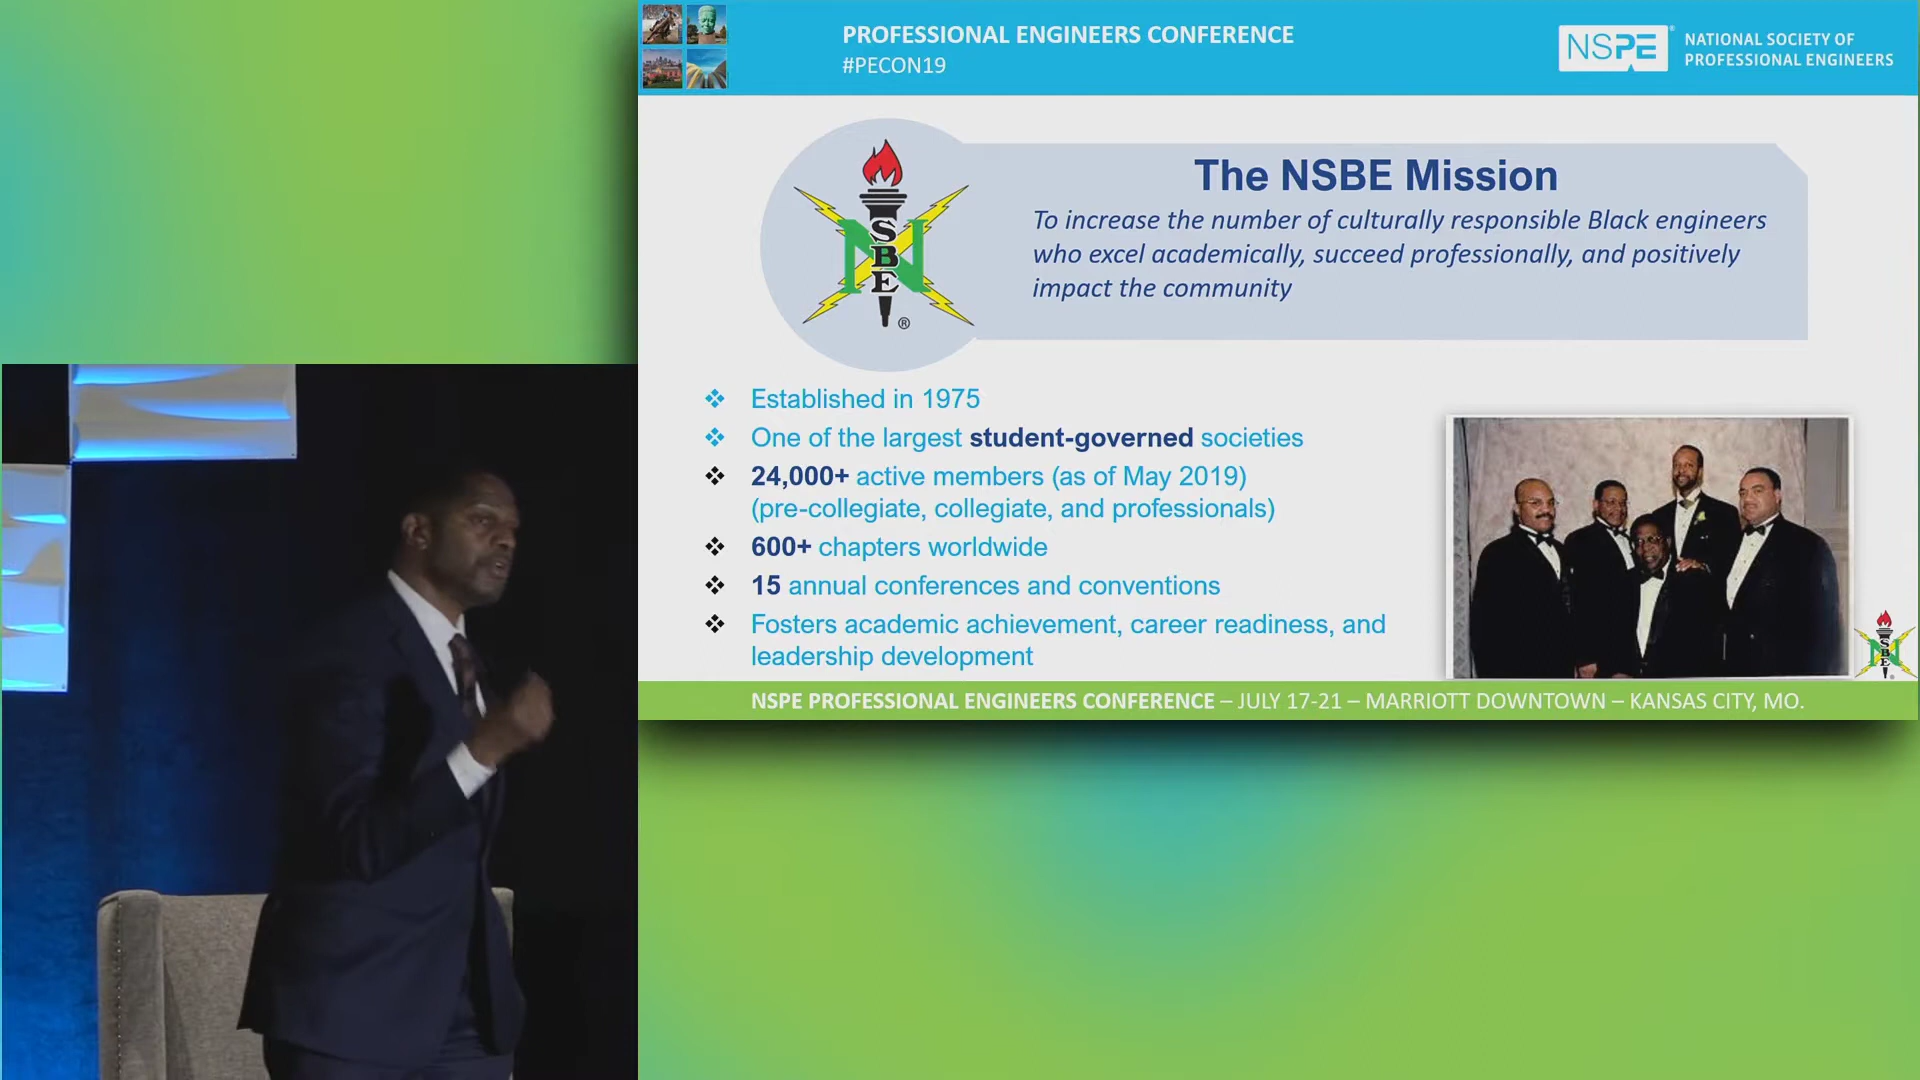 PROFESSIONAL ENGINEERS CONFERENCE
#PECON19
NSPE
®
NATIONAL SOCIETY OF
PROFESSIONAL ENGINEERS
NSBE
®
The NSBE Mission
To increase the number of culturally responsible Black engineers
who excel academically, succeed professionally, and positively
impact the community
Established in 1975
One of the largest student-governed societies
24,000+ active members (as of May 2019)
(pre-collegiate, collegiate, and professionals)
600+ chapters worldwide
15 annual conferences and conventions
Fosters academic achievement, career readiness, and
leadership development
NSBE
NSPE PROFESSIONAL ENGINEERS CONFERENCE – JULY 17-21 – MARRIOTT DOWNTOWN – KANSAS CITY, MO.